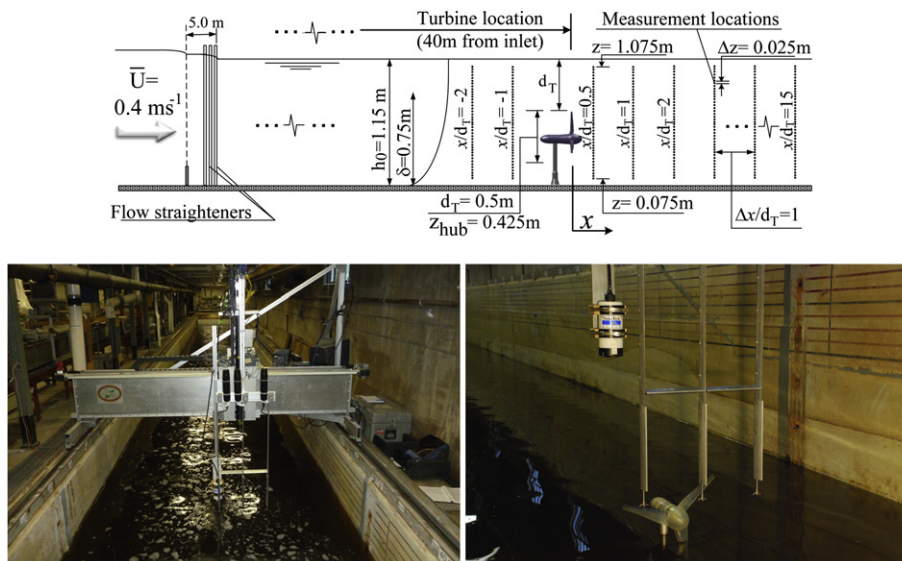 5.0 m
Turbine location
(40m from inlet)
Measurement locations
z= 1.075m
Δz= 0.025m
U̅=
0.4 ms⁻¹
h₀=1.15 m
δ=0.75m
x/d_T=-2
x/d_T=-1
d_T
x/d_T=0.5
x/d_T=1
x/d_T=2
x/d_T=15
Flow straighteners
d_T= 0.5m
z_hub= 0.425m
x
z= 0.075m
Δx/d_T=1